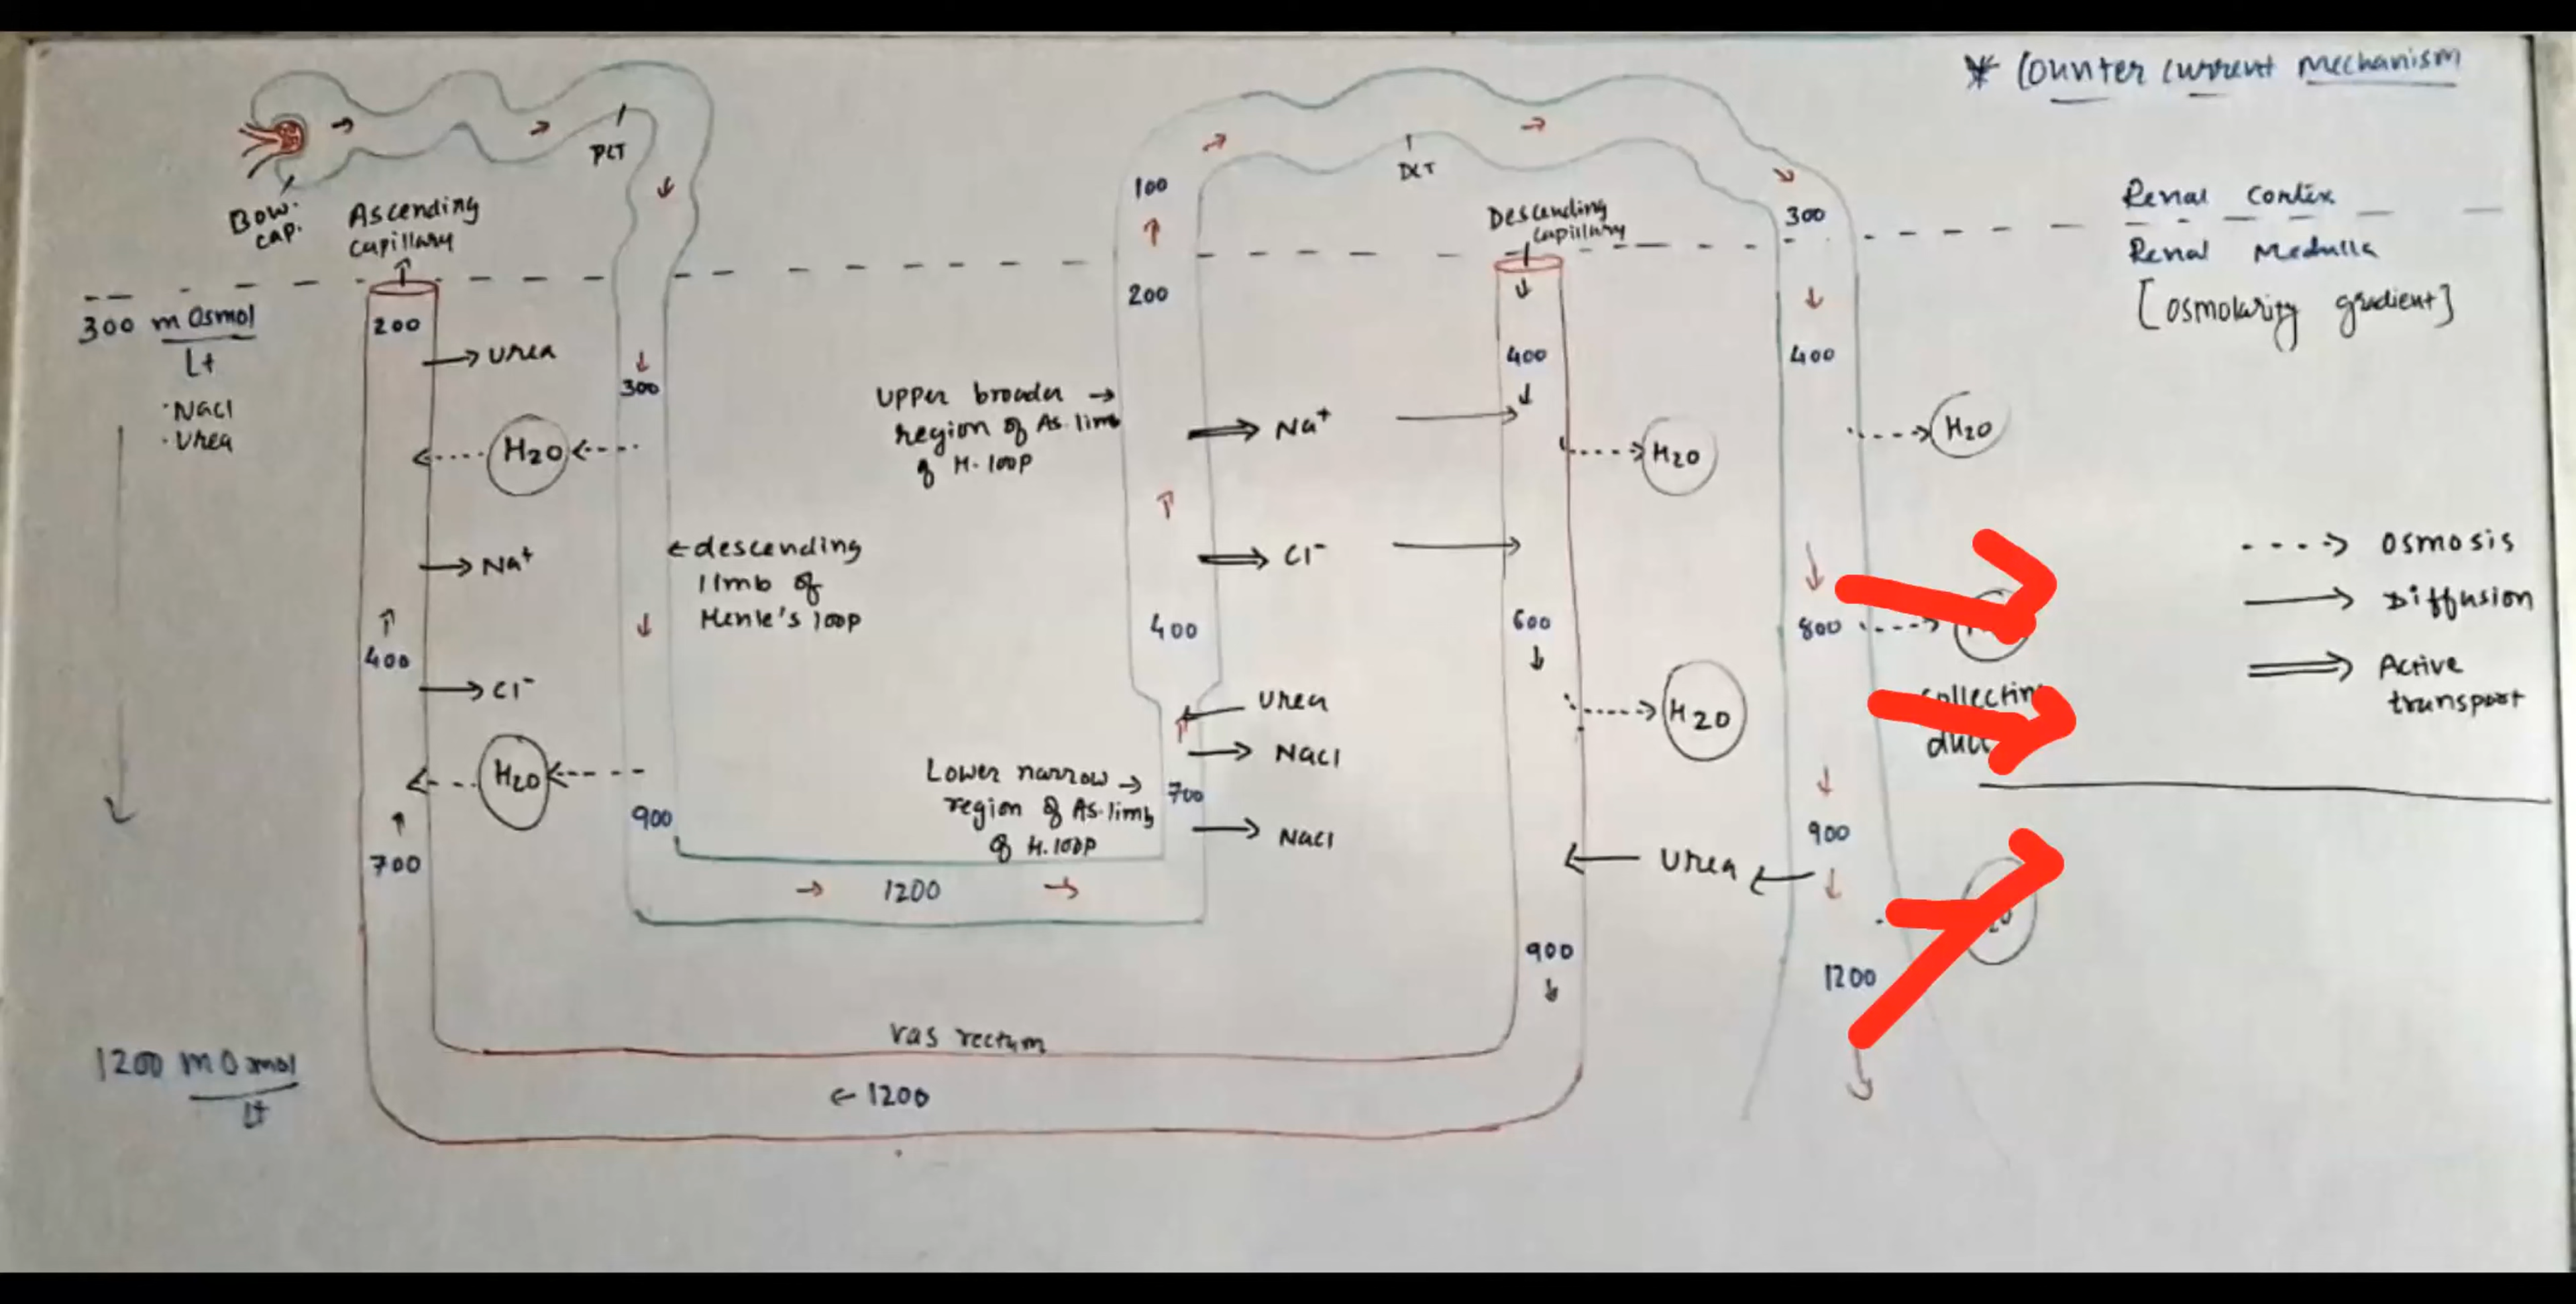 * Counter current mechanism
PCT
DCT
Bow.
cap.
Ascending
capillary
Descending
capillary
100
300
Renal Cortex
Renal Medulla
[Osmolarity gradient]
300 m Osmol
Lt
·Nacl
·Urea
200
Urea
H2O
Na+
400
Cl-
H2O
700
300
←descending
limb of
Henle's loop
900
1200
200
Upper broader →
region of As. limb
of H. loop
Na+
Cl-
400
Urea
Nacl
Lower narrow →
region of As. limb
of H. loop
700
Nacl
400
H2O
600
H2O
900
Urea
400
H2O
800
collecting
duct
900
1200
Osmosis
Diffusion
Active
transport
vas rectum
← 1200
1200 m Omol
lt